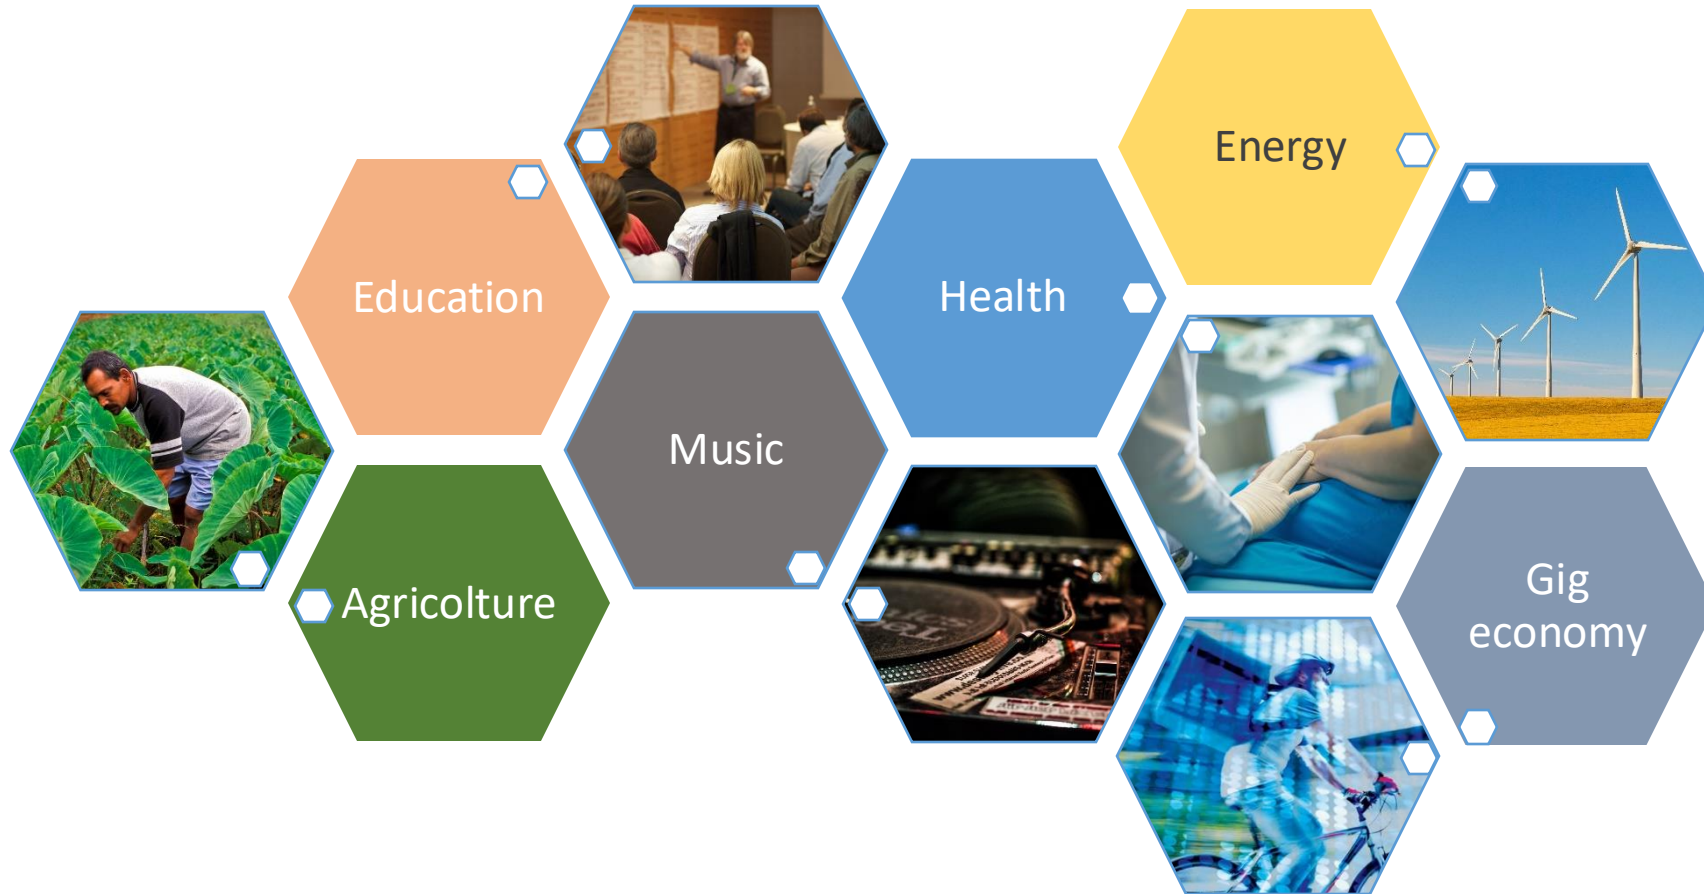 Energy
Education
Health
Music
Agricolture
Gig
economy